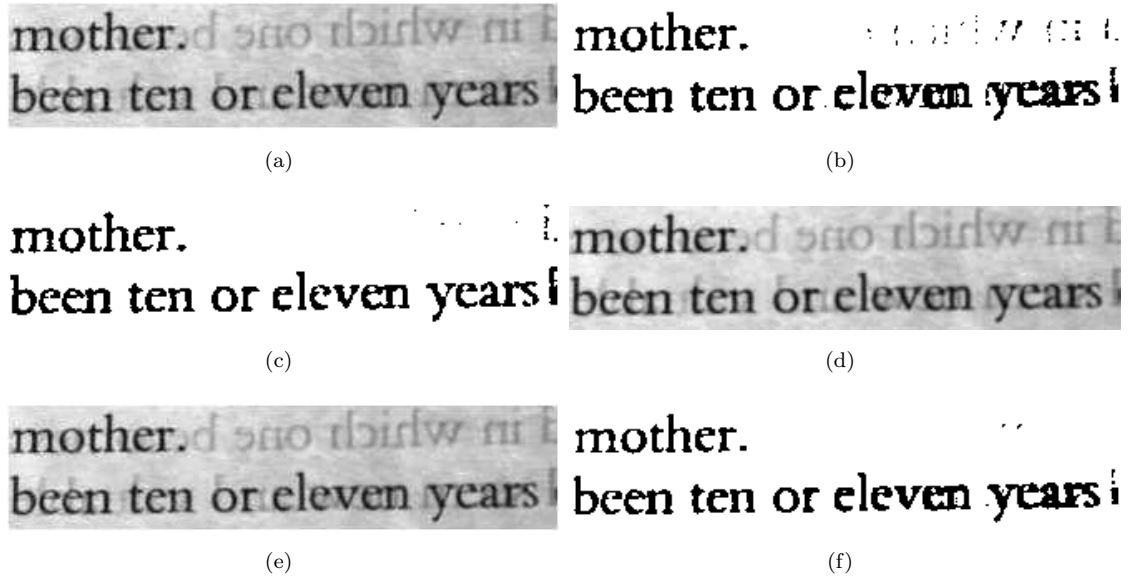 mother.
been ten or eleven years
(a)
mother.
been ten or eleven years
(b)
mother.
been ten or eleven years
(c)
mother.
been ten or eleven years
(d)
mother.
been ten or eleven years
(e)
mother.
been ten or eleven years
(f)